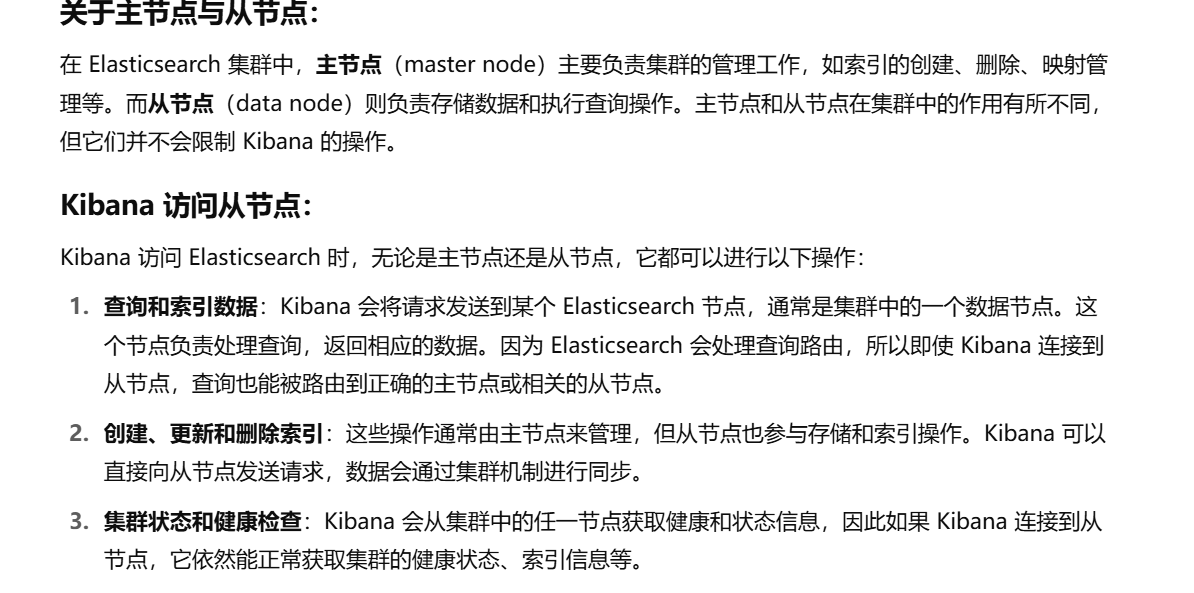 关于主节点与从节点：
在 Elasticsearch 集群中，主节点（master node）主要负责集群的管理工作，如索引的创建、删除、映射管
理等。而从节点（data node）则负责存储数据和执行查询操作。主节点和从节点在集群中的作用有所不同，
但它们并不会限制 Kibana 的操作。
Kibana 访问从节点：
Kibana 访问 Elasticsearch 时，无论是主节点还是从节点，它都可以进行以下操作：
1. 查询和索引数据：Kibana 会将请求发送到某个 Elasticsearch 节点，通常是集群中的一个数据节点。这
个节点负责处理查询，返回相应的数据。因为 Elasticsearch 会处理查询路由，所以即使 Kibana 连接到
从节点，查询也能被路由到正确的主节点或相关的从节点。
2. 创建、更新和删除索引：这些操作通常由主节点来管理，但从节点也参与存储和索引操作。Kibana 可以
直接向从节点发送请求，数据会通过集群机制进行同步。
3. 集群状态和健康检查：Kibana 会从集群中的任一节点获取健康和状态信息，因此如果 Kibana 连接到从
节点，它依然能正常获取集群的健康状态、索引信息等。